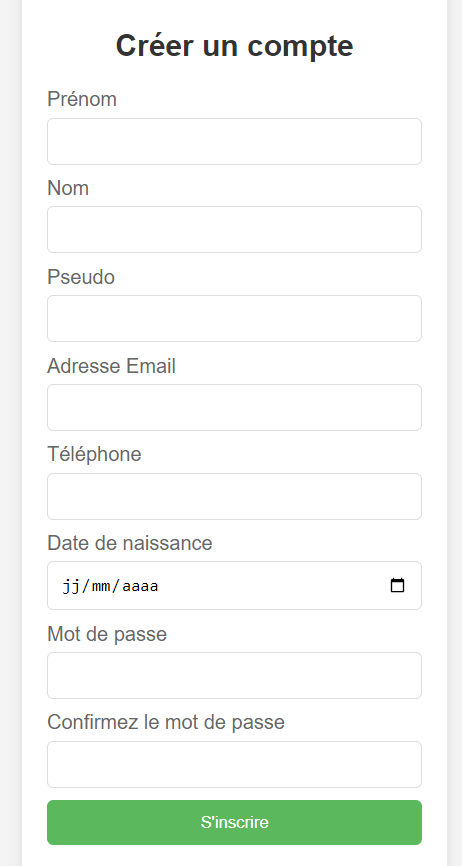 Créer un compte
Prénom
Nom
Pseudo
Adresse Email
Téléphone
Date de naissance
jj/mm/aaaa
Mot de passe
Confirmez le mot de passe
S'inscrire